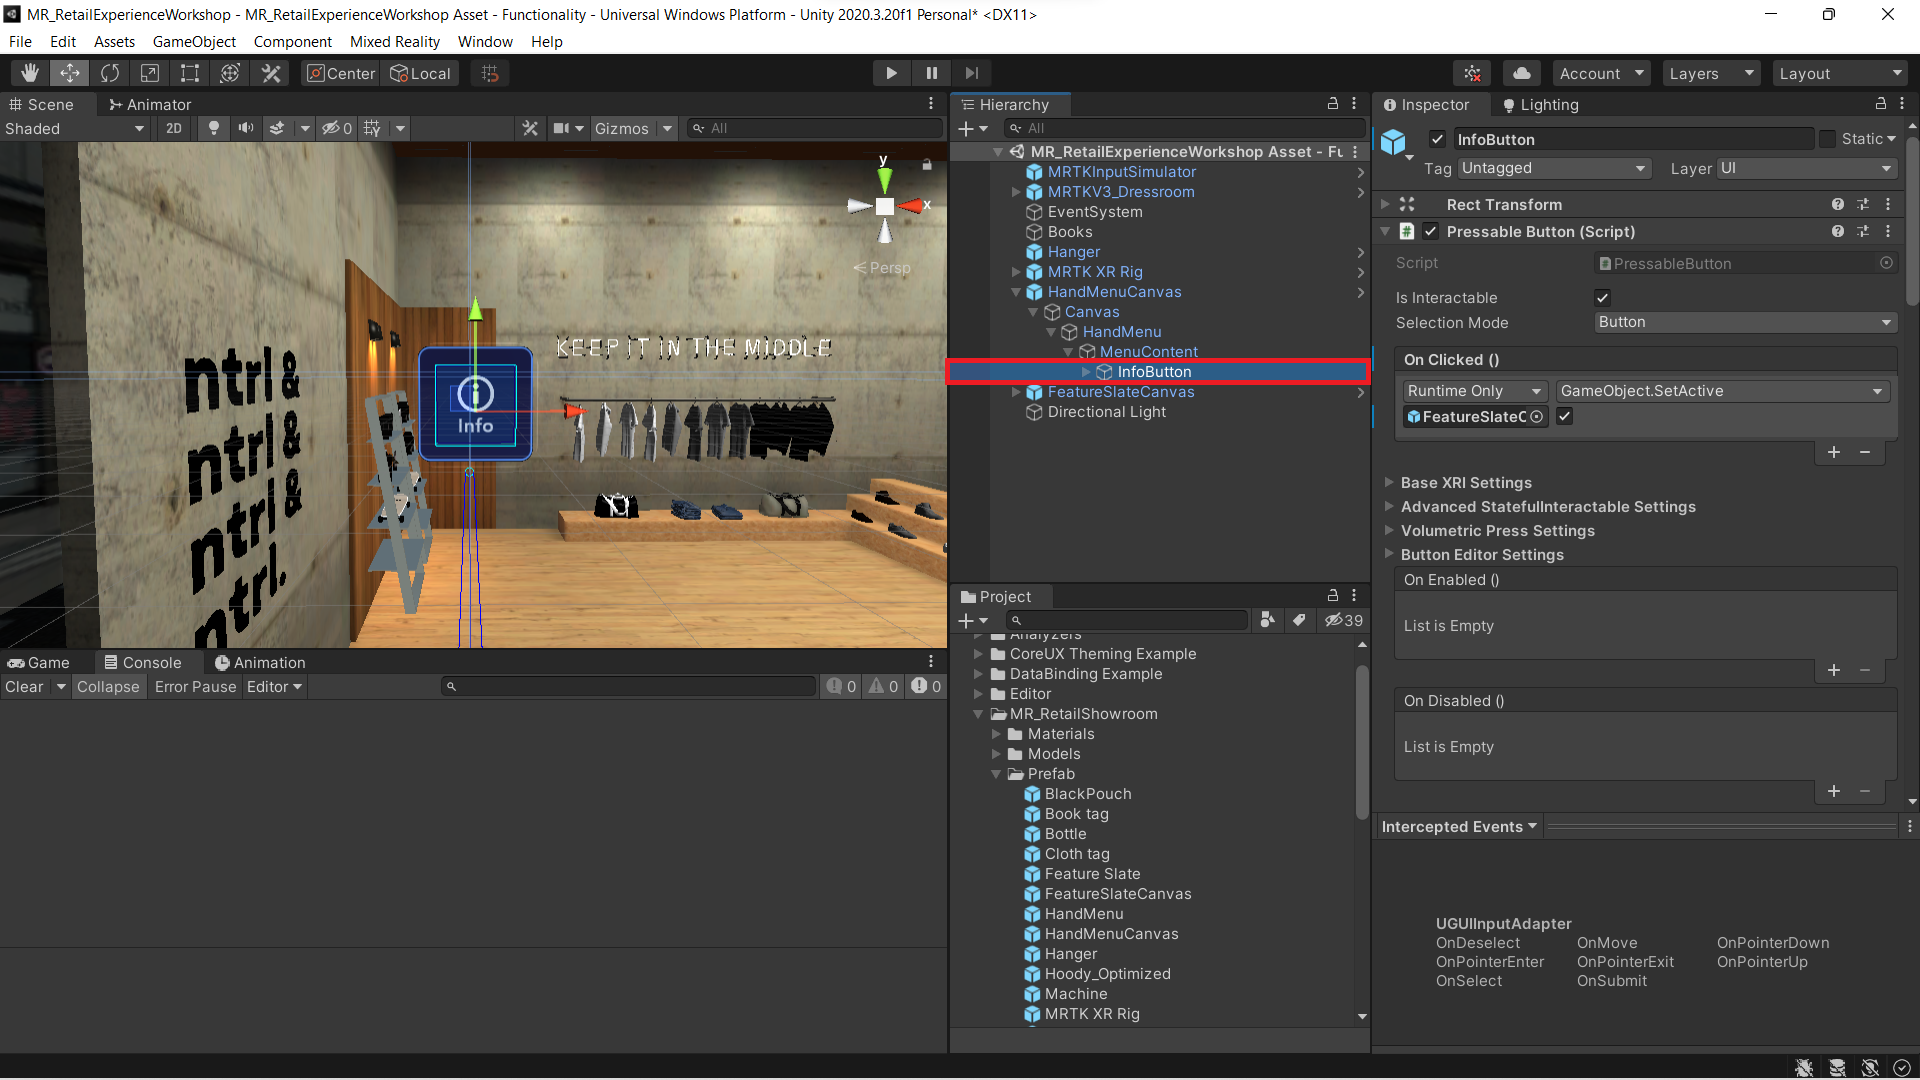 MR_RetailExperienceWorkshop - MR_RetailExperienceWorkshop Asset - Functionality - Universal Windows Platform - Unity 2020.3.20f1 Personal* <DX11>
File Edit Assets GameObject Component Mixed Reality Window Help
Center Local
Account Layers Layout
Scene Animator
Shaded 2D 0 Gizmos All
y
x
Persp
ntrl &
ntrl &
ntrl &
ntrl.
KEEP IT IN THE MIDDLE
Info
Game Console Animation
Clear Collapse Error Pause Editor 0 0 0
Hierarchy
All
MR_RetailExperienceWorkshop Asset - Fu
MRTKInputSimulator
MRTKV3_Dressroom
EventSystem
Books
Hanger
MRTK XR Rig
HandMenuCanvas
Canvas
HandMenu
MenuContent
InfoButton
FeatureSlateCanvas
Directional Light
Project
39
Analyzers
CoreUX Theming Example
DataBinding Example
Editor
MR_RetailShowroom
Materials
Models
Prefab
BlackPouch
Book tag
Bottle
Cloth tag
Feature Slate
FeatureSlateCanvas
HandMenu
HandMenuCanvas
Hanger
Hoody_Optimized
Machine
MRTK XR Rig
Inspector Lighting
InfoButton Static
Tag Untagged Layer UI
Rect Transform
Pressable Button (Script)
Script PressableButton
Is Interactable
Selection Mode Button
On Clicked ()
Runtime Only GameObject.SetActive
FeatureSlateC
Base XRI Settings
Advanced StatefulInteractable Settings
Volumetric Press Settings
Button Editor Settings
On Enabled ()
List is Empty
On Disabled ()
List is Empty
Intercepted Events
UGUIInputAdapter
OnDeselect OnMove OnPointerDown
OnPointerEnter OnPointerExit OnPointerUp
OnSelect OnSubmit